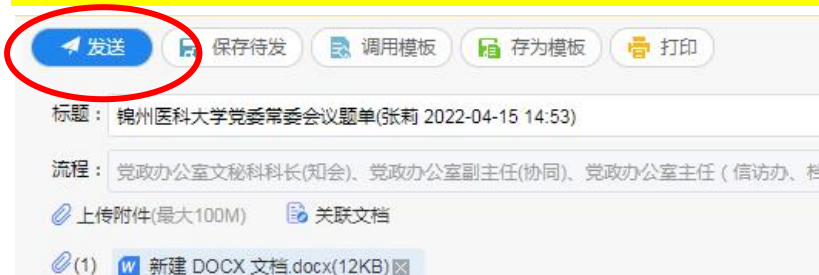 发送 保存待发 调用模板 存为模板 打印
标题： 锦州医科大学党委常委会议题单(张莉 2022-04-15 14:53)
流程： 党政办公室文秘科科长(知会)、党政办公室副主任(协同)、党政办公室主任（信访办、档
上传附件(最大100M) 关联文档
(1) 新建 DOCX 文档.docx(12KB)